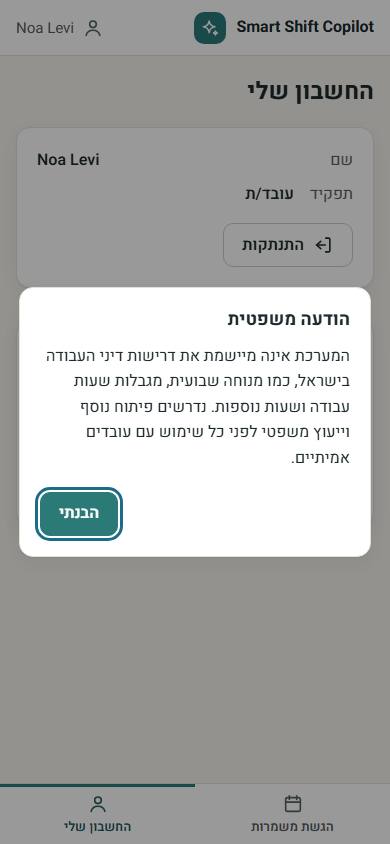 Smart Shift Copilot
Noa Levi
החשבון שלי
שם
Noa Levi
תפקיד
עובד/ת
התנתקות
הודעה משפטית
המערכת אינה מיישמת את דרישות דיני העבודה
בישראל, כמו מנוחה שבועית, מגבלות שעות
עבודה ושעות נוספות. נדרשים פיתוח נוסף
וייעוץ משפטי לפני כל שימוש עם עובדים
אמיתיים.
הבנתי
הגשת משמרות
החשבון שלי